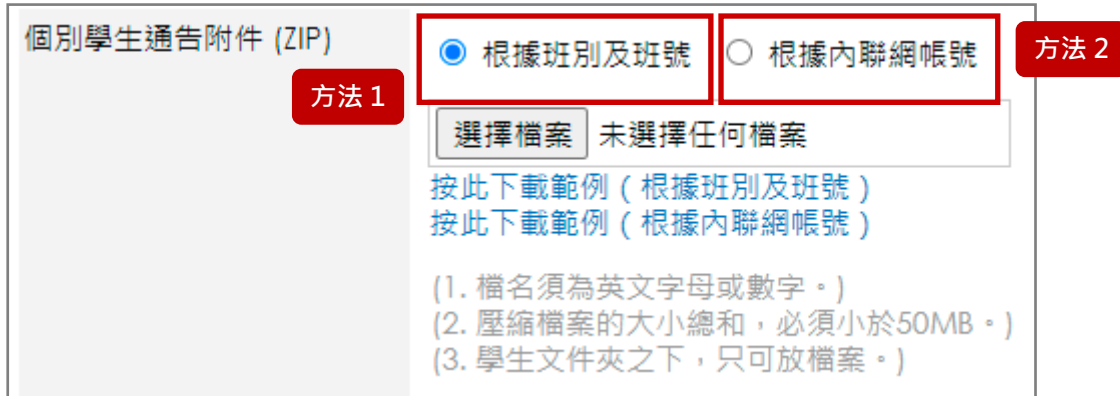 個別學生通告附件 (ZIP)
根據班別及班號
根據內聯網帳號
方法 2
方法 1
選擇檔案 未選擇任何檔案
按此下載範例 ( 根據班別及班號 )
按此下載範例 ( 根據內聯網帳號 )
(1. 檔名須為英文字母或數字。)
(2. 壓縮檔案的大小總和，必須小於50MB。)
(3. 學生文件夾之下，只可放檔案。)